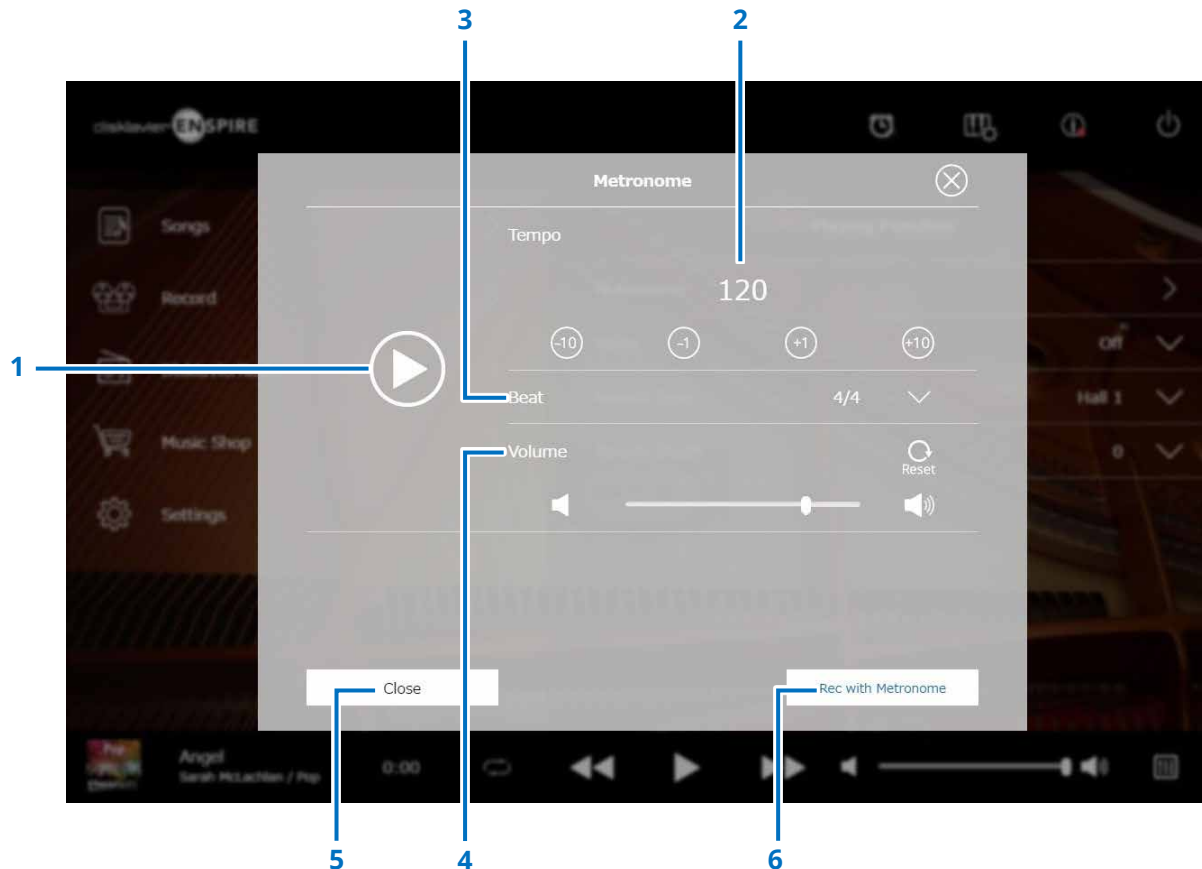 3 2
disklavier ENSPIRE
Metronome
Songs
Tempo
120
Record
-10 -1 +1 +10
Off
1
Beat 4/4
Hall 1
Music Shop
Volume
Reset
0
Settings
Close
Rec with Metronome
Angel
Sarah McLachlan / Pop
0:00
5 4 6